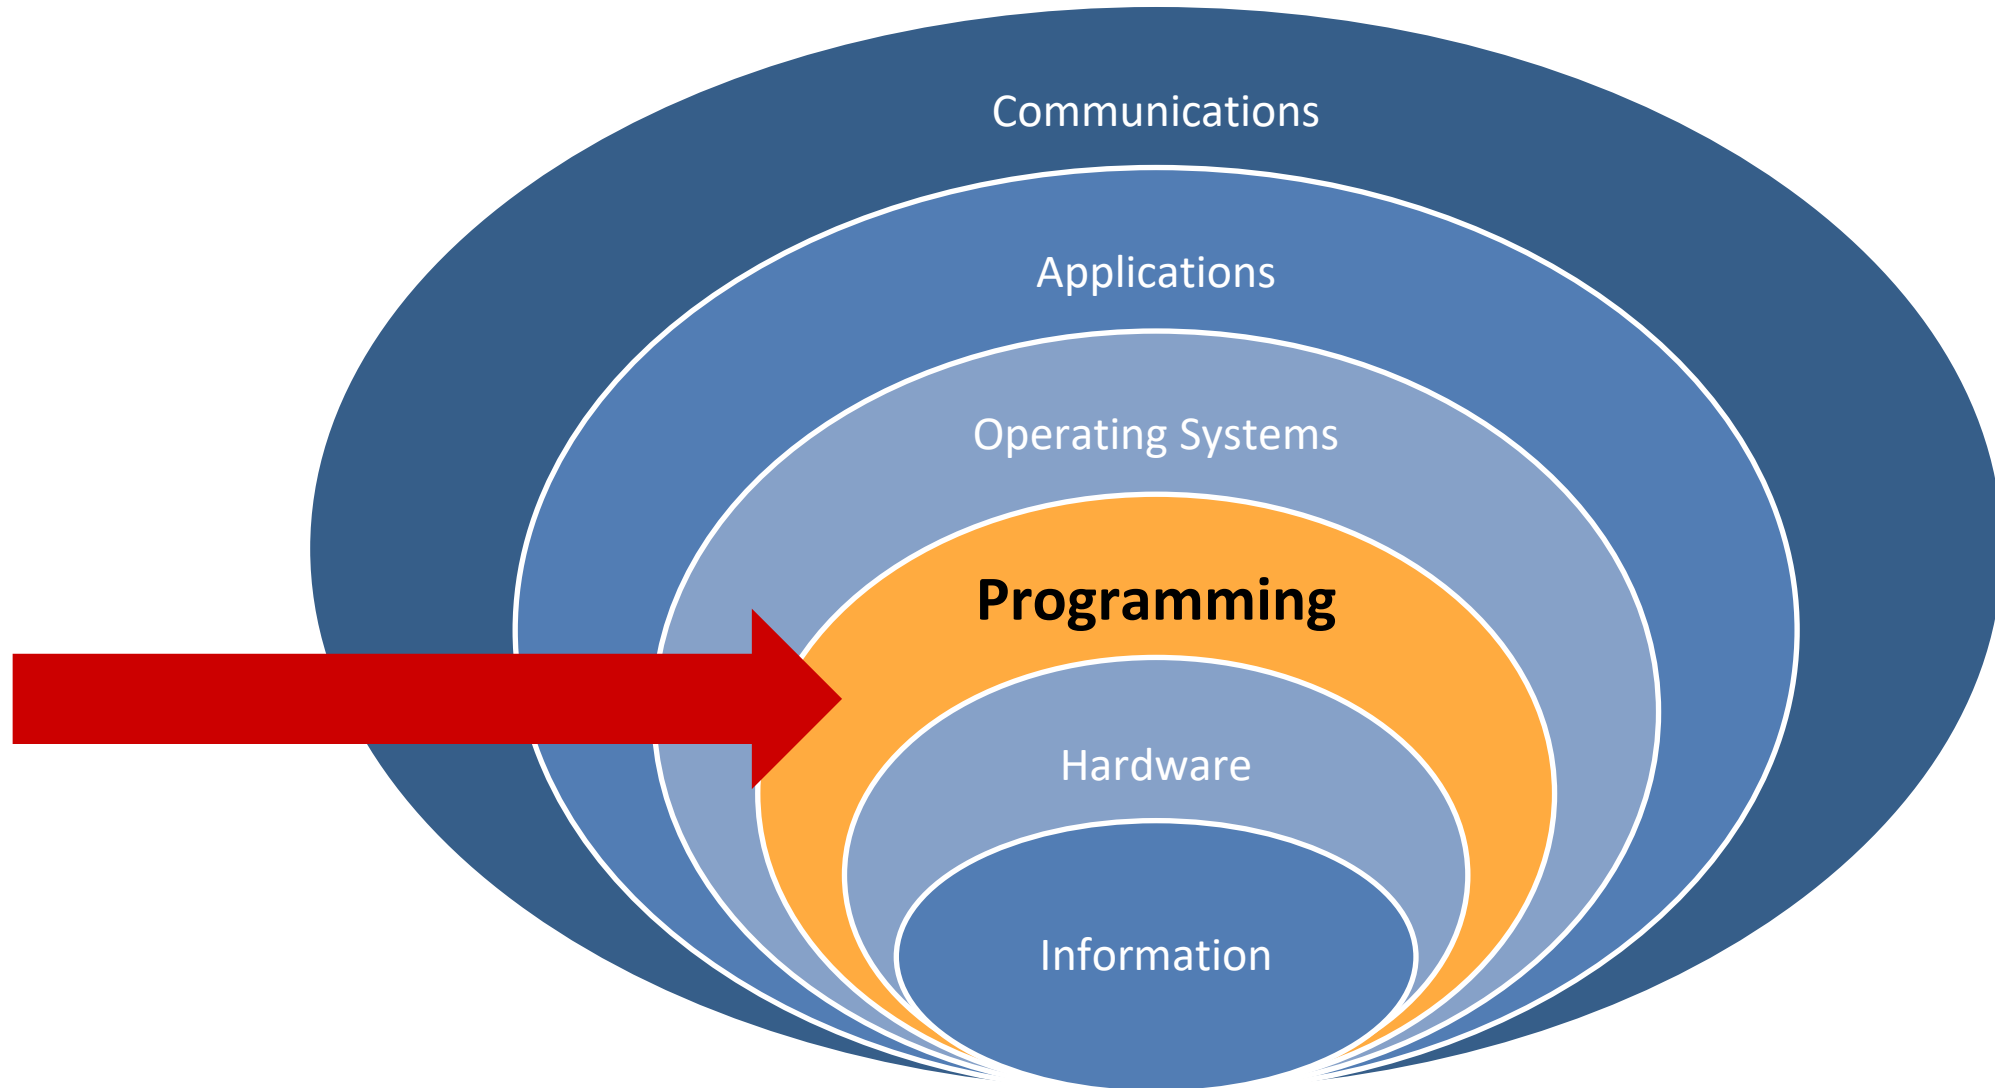 Communications
Applications
Operating Systems
Programming
Hardware
Information